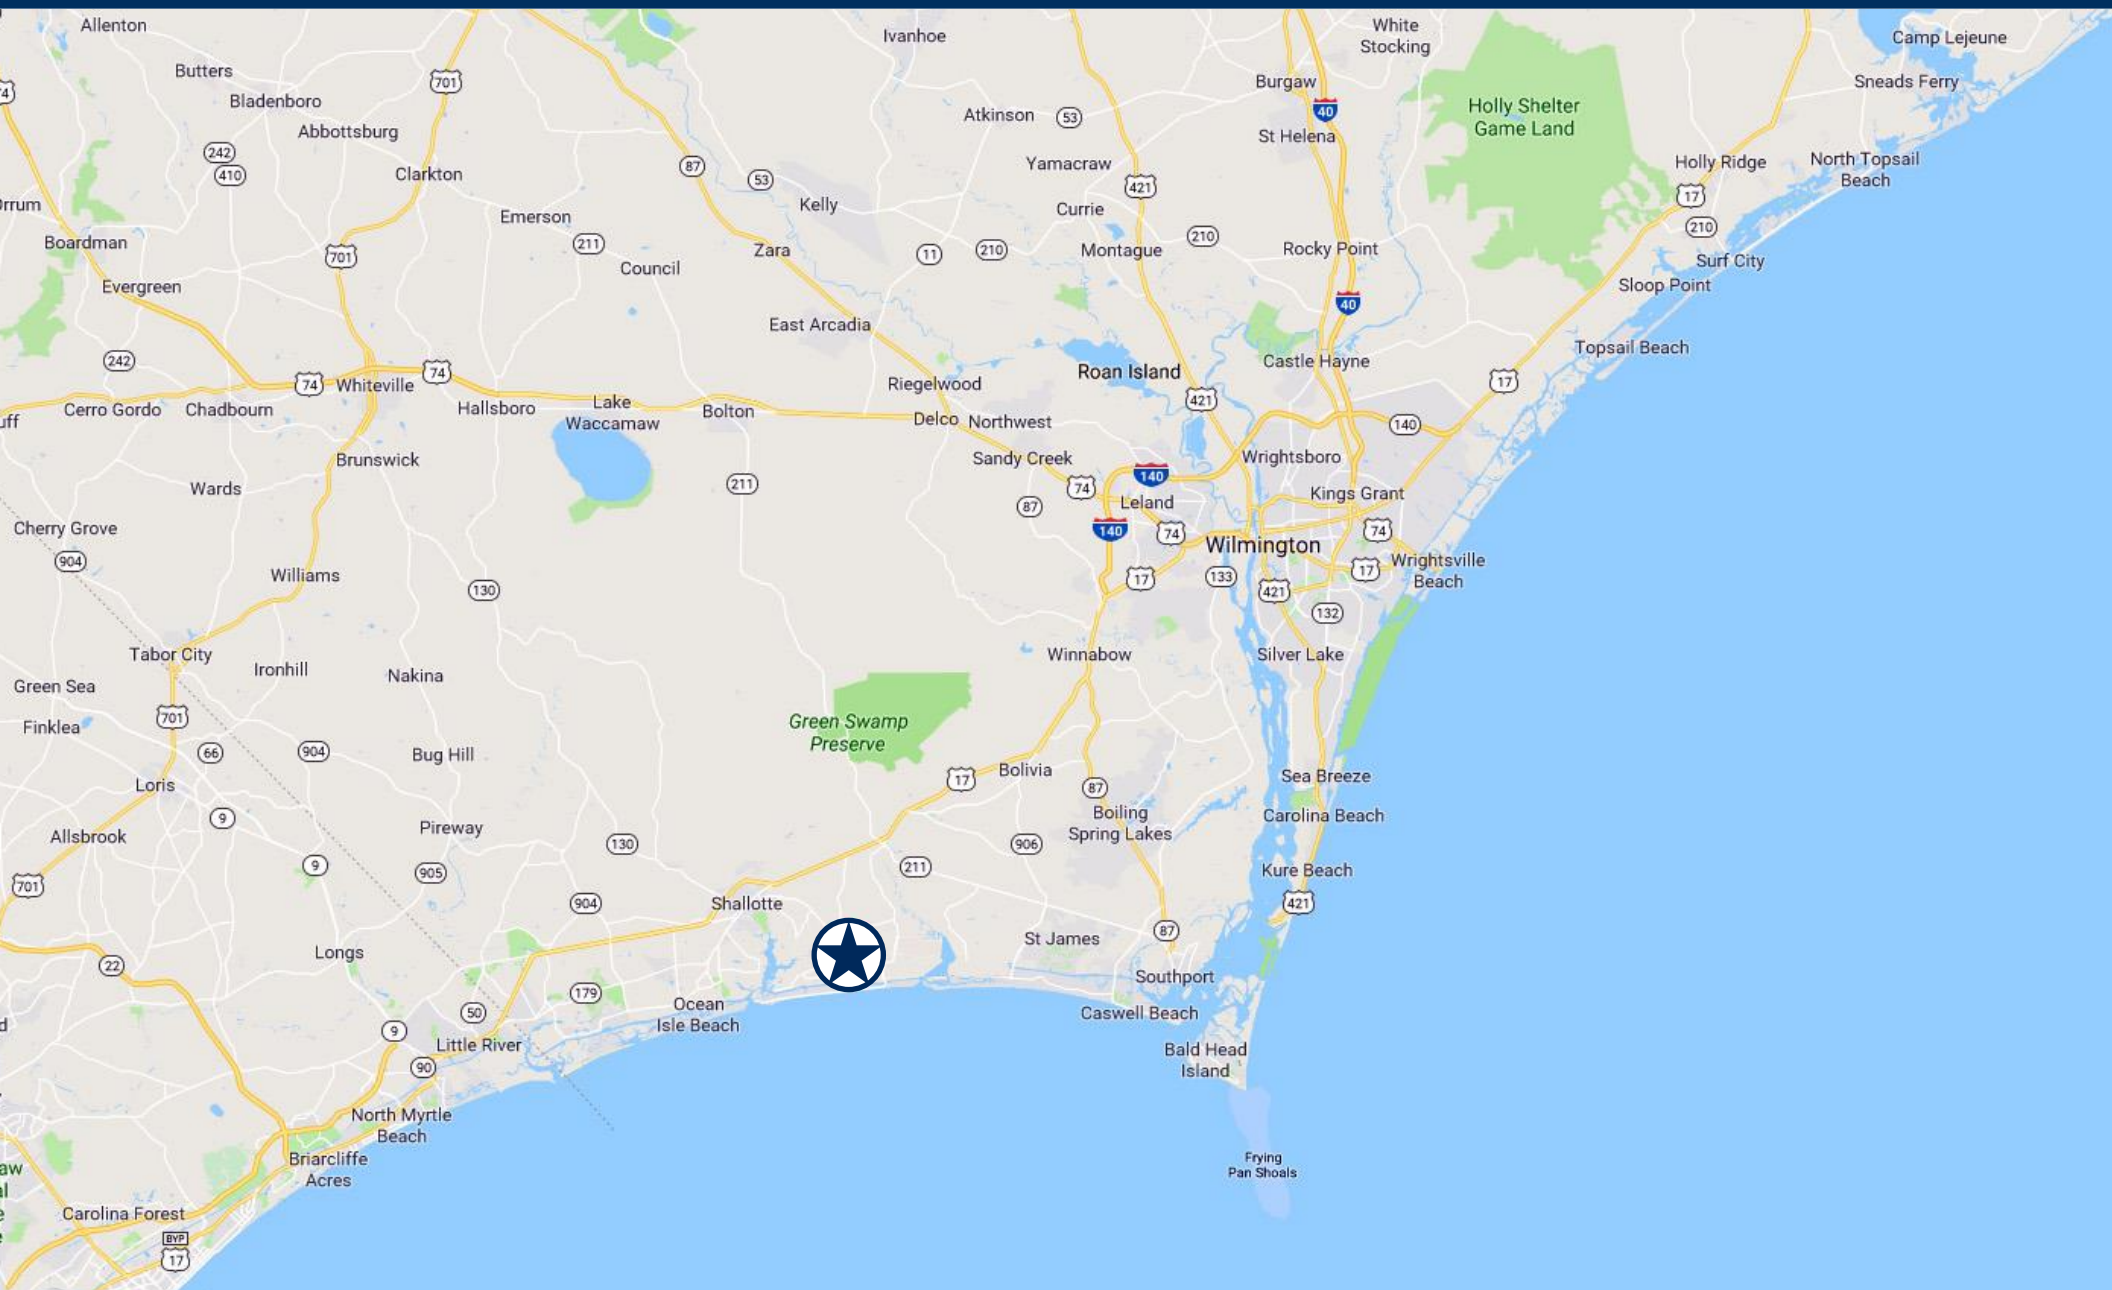 Allenton
Ivanhoe
White
Stocking
Camp Lejeune
Butters
701
Burgaw
Sneads Ferry
4
Bladenboro
Atkinson
53
40
Holly Shelter
Game Land
Abbottsburg
St Helena
242
410
Clarkton
87
53
Yamacraw
421
Holly Ridge
North Topsail
Beach
17
Kelly
Currie
Emerson
210
Boardman
211
701
Council
Zara
11
210
Montague
210
Rocky Point
Surf City
Evergreen
Sloop Point
40
East Arcadia
242
Castle Hayne
Topsail Beach
74
Whiteville
74
Riegelwood
Roan Island
421
17
Cerro Gordo
Chadbourn
Hallsboro
Lake
Waccamaw
Bolton
Delco
Northwest
140
Brunswick
Sandy Creek
Wrightsboro
140
Wards
211
74
87
Leland
Kings Grant
Cherry Grove
140
74
Wilmington
74
904
Williams
130
17
133
421
17
Wrightsville
Beach
132
Tabor City
Ironhill
Nakina
Winnabow
Silver Lake
Green Sea
701
Finklea
Green Swamp
Preserve
66
904
Bug Hill
17
Bolivia
87
Sea Breeze
Loris
9
Pireway
Boiling
Spring Lakes
Carolina Beach
Allsbrook
130
906
9
905
211
Kure Beach
701
904
Shallotte
421
22
Longs
St James
87
179
Southport
50
Ocean
Isle Beach
Caswell Beach
9
Little River
Bald Head
Island
90
North Myrtle
Beach
Briarcliffe
Acres
Frying
Pan Shoals
Carolina Forest
BYP
17